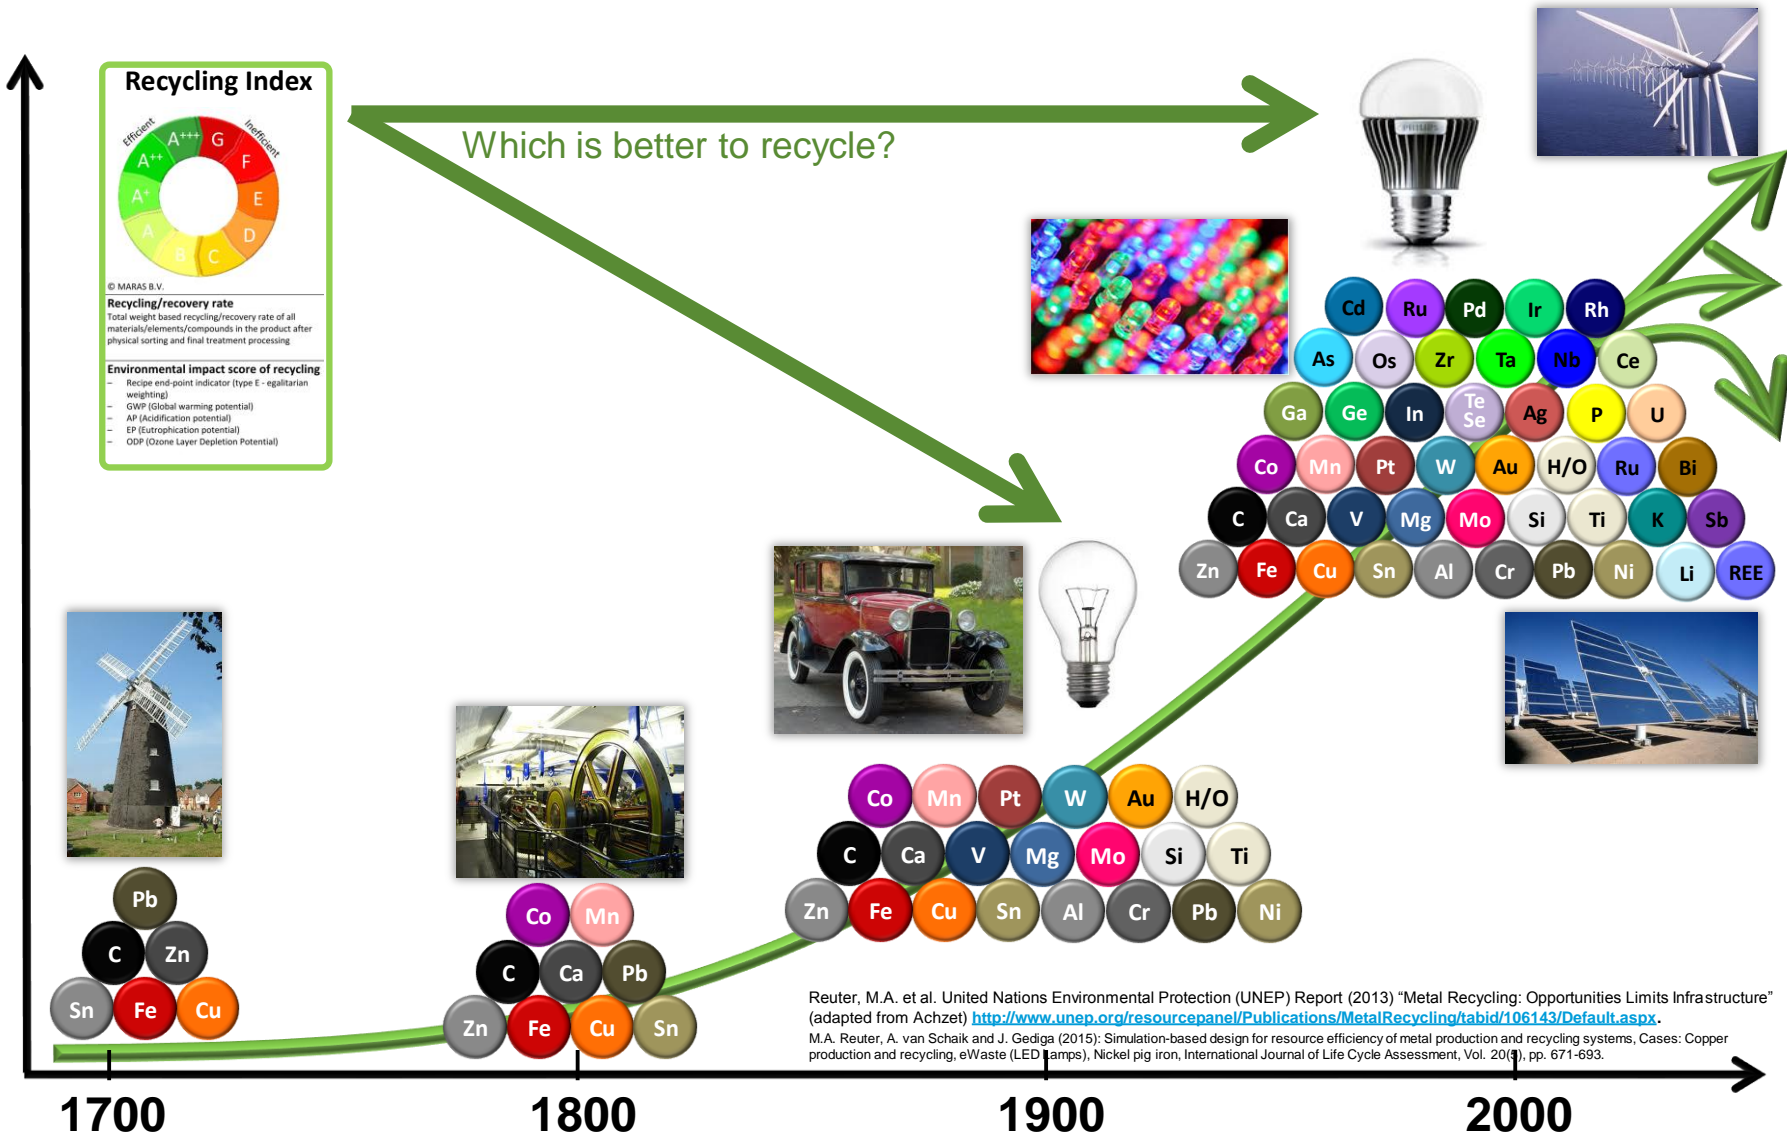 Recycling Index
Efficient
Inefficient
A+++
G
A++
F
A+
E
A
D
B
C
© MARAS B.V.
Recycling/recovery rate
Total weight based recycling/recovery rate of all
materials/elements/compounds in the product after
physical sorting and final treatment processing
Environmental impact score of recycling
– Recipe end-point indicator (type E - egalitarian
weighting)
– GWP (Global warming potential)
– AP (Acidification potential)
– EP (Eutrophication potential)
– ODP (Ozone Layer Depletion Potential)
Which is better to recycle?
PHILIPS
Cd Ru Pd Ir Rh
As Os Zr Ta Nb Ce
Ga Ge In Te Se Ag P U
Co Mn Pt W Au H/O Ru Bi
C Ca V Mg Mo Si Ti K Sb
Zn Fe Cu Sn Al Cr Pb Ni Li REE
Co Mn Pt W Au H/O
C Ca V Mg Mo Si Ti
Zn Fe Cu Sn Al Cr Pb Ni
Co Mn
C Ca Pb
Zn Fe Cu Sn
Pb
C Zn
Sn Fe Cu
Reuter, M.A. et al. United Nations Environmental Protection (UNEP) Report (2013) “Metal Recycling: Opportunities Limits Infrastructure”
(adapted from Achzet) http://www.unep.org/resourcepanel/Publications/MetalRecycling/tabid/106143/Default.aspx.
M.A. Reuter, A. van Schaik and J. Gediga (2015): Simulation-based design for resource efficiency of metal production and recycling systems, Cases: Copper
production and recycling, eWaste (LED Lamps), Nickel pig iron, International Journal of Life Cycle Assessment, Vol. 20(5), pp. 671-693.
1700 1800 1900 2000